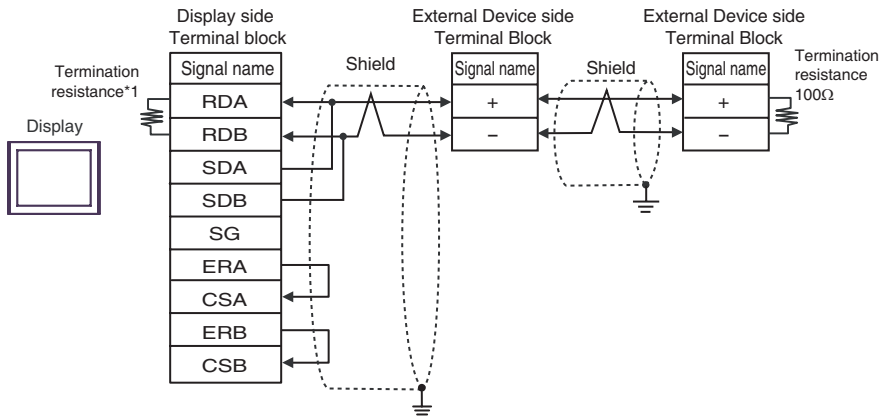 Display side
Terminal block
External Device side
Terminal Block
External Device side
Terminal Block
Termination
resistance*1
Signal name
Shield
Signal name
Shield
Signal name
Termination
resistance
100Ω
Display
RDA
+
+
RDB
−
−
SDA
SDB
SG
ERA
CSA
ERB
CSB